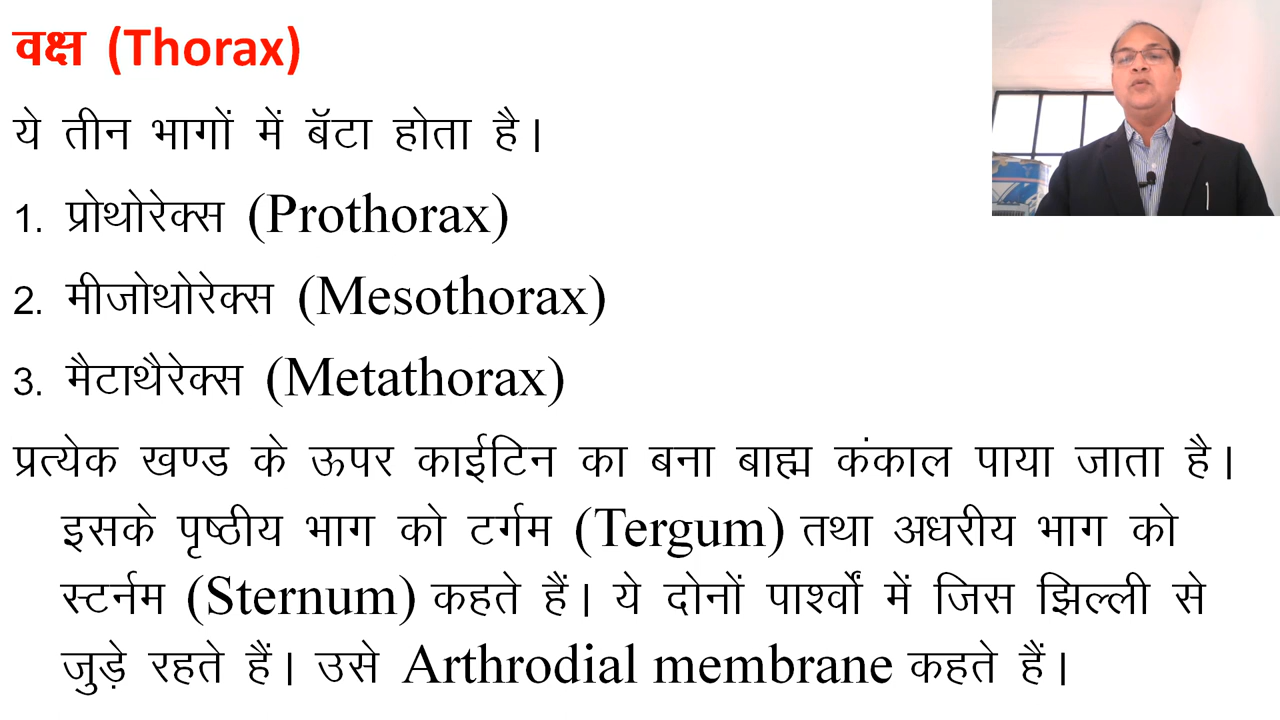 वक्ष (Thorax)
ये तीन भागों में बॅटा होता है।
1. प्रोथोरेक्स (Prothorax)
2. मीजोथोरेक्स (Mesothorax)
3. मैटाथैरेक्स (Metathorax)
प्रत्येक खण्ड के ऊपर काईटिन का बना बाह्म कंकाल पाया जाता है।
इसके पृष्ठीय भाग को टर्गम (Tergum) तथा अधरीय भाग को
स्टर्नम (Sternum) कहते हैं। ये दोनों पार्श्वों में जिस झिल्ली से
जुड़े रहते हैं। उसे Arthrodial membrane कहते हैं।